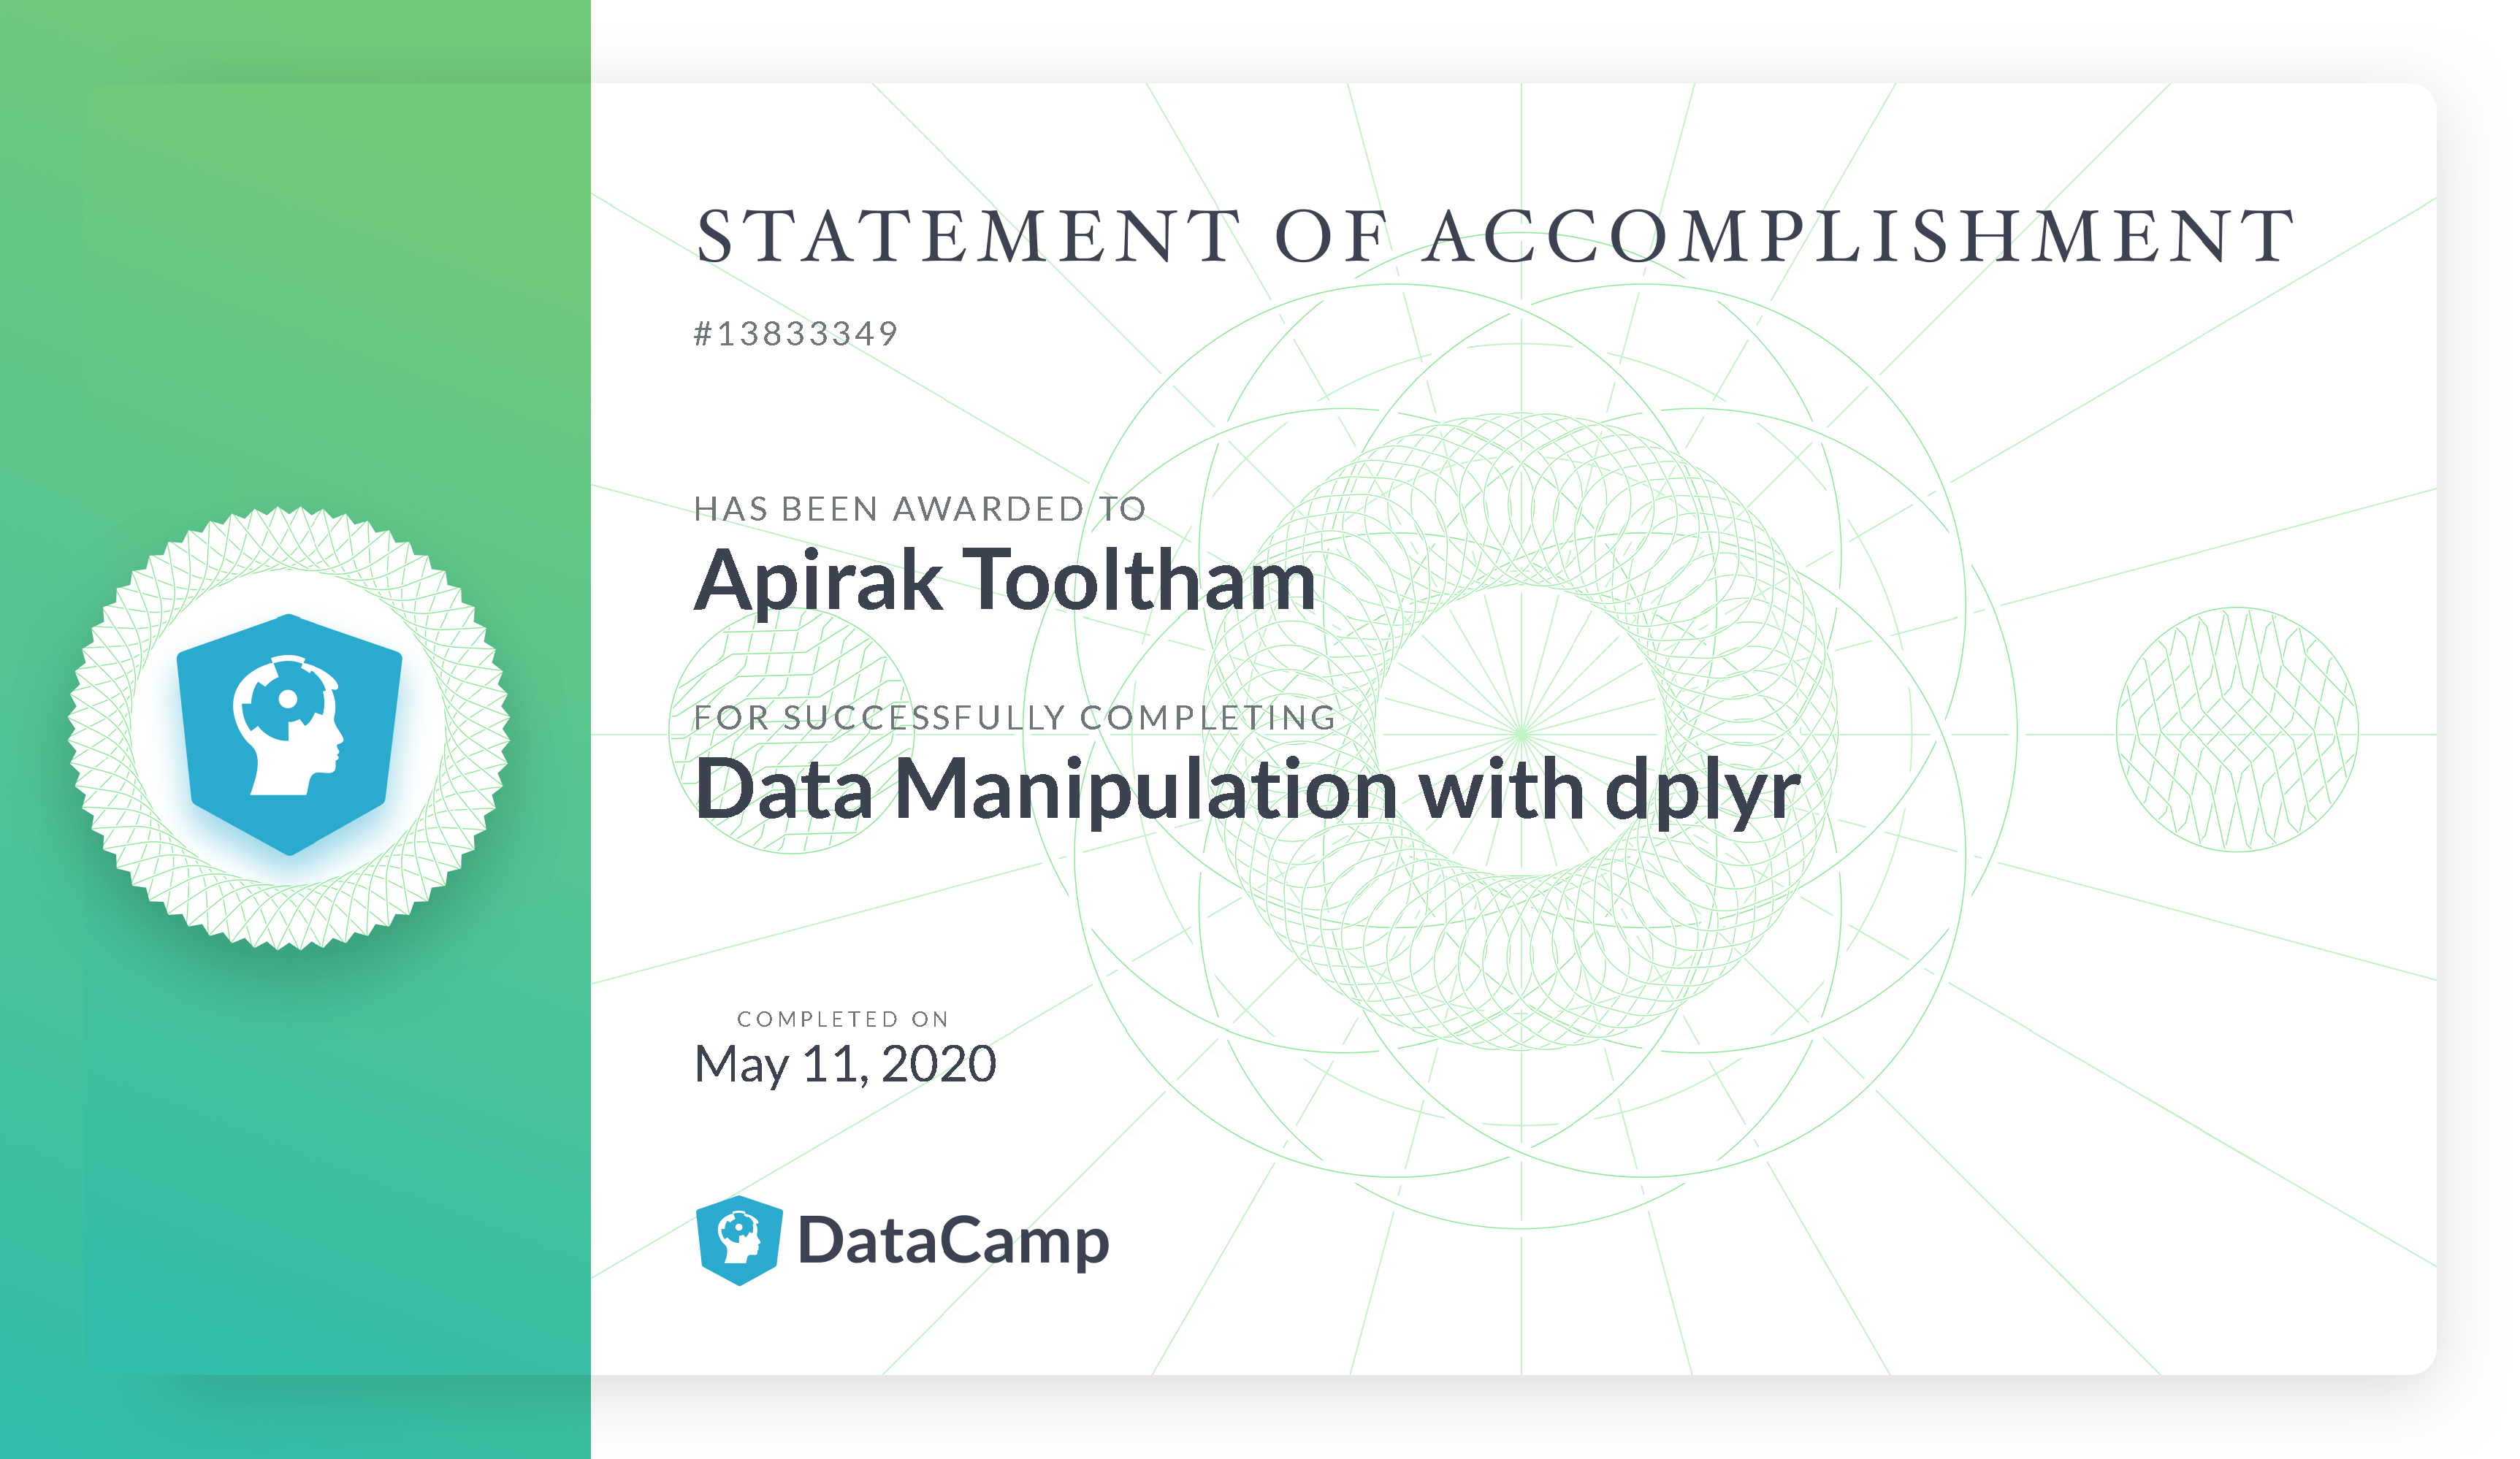 STATEMENT OF ACCOMPLISHMENT
#13833349
HAS BEEN AWARDED TO
Apirak Tooltham
FOR SUCCESSFULLY COMPLETING
Data Manipulation with dplyr
COMPLETED ON
May 11, 2020
DataCamp